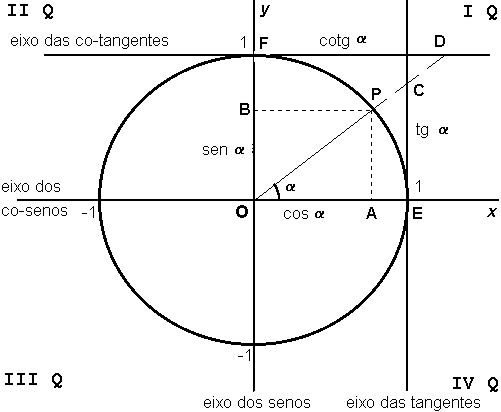 II Q
y
I Q
eixo das co-tangentes
1
F
cotg α
D
P
C
B
tg α
sen α
eixo dos
co-senos
-1
α
1
O
cos α
A
E
x
-1
III Q
IV Q
eixo dos senos
eixo das tangentes